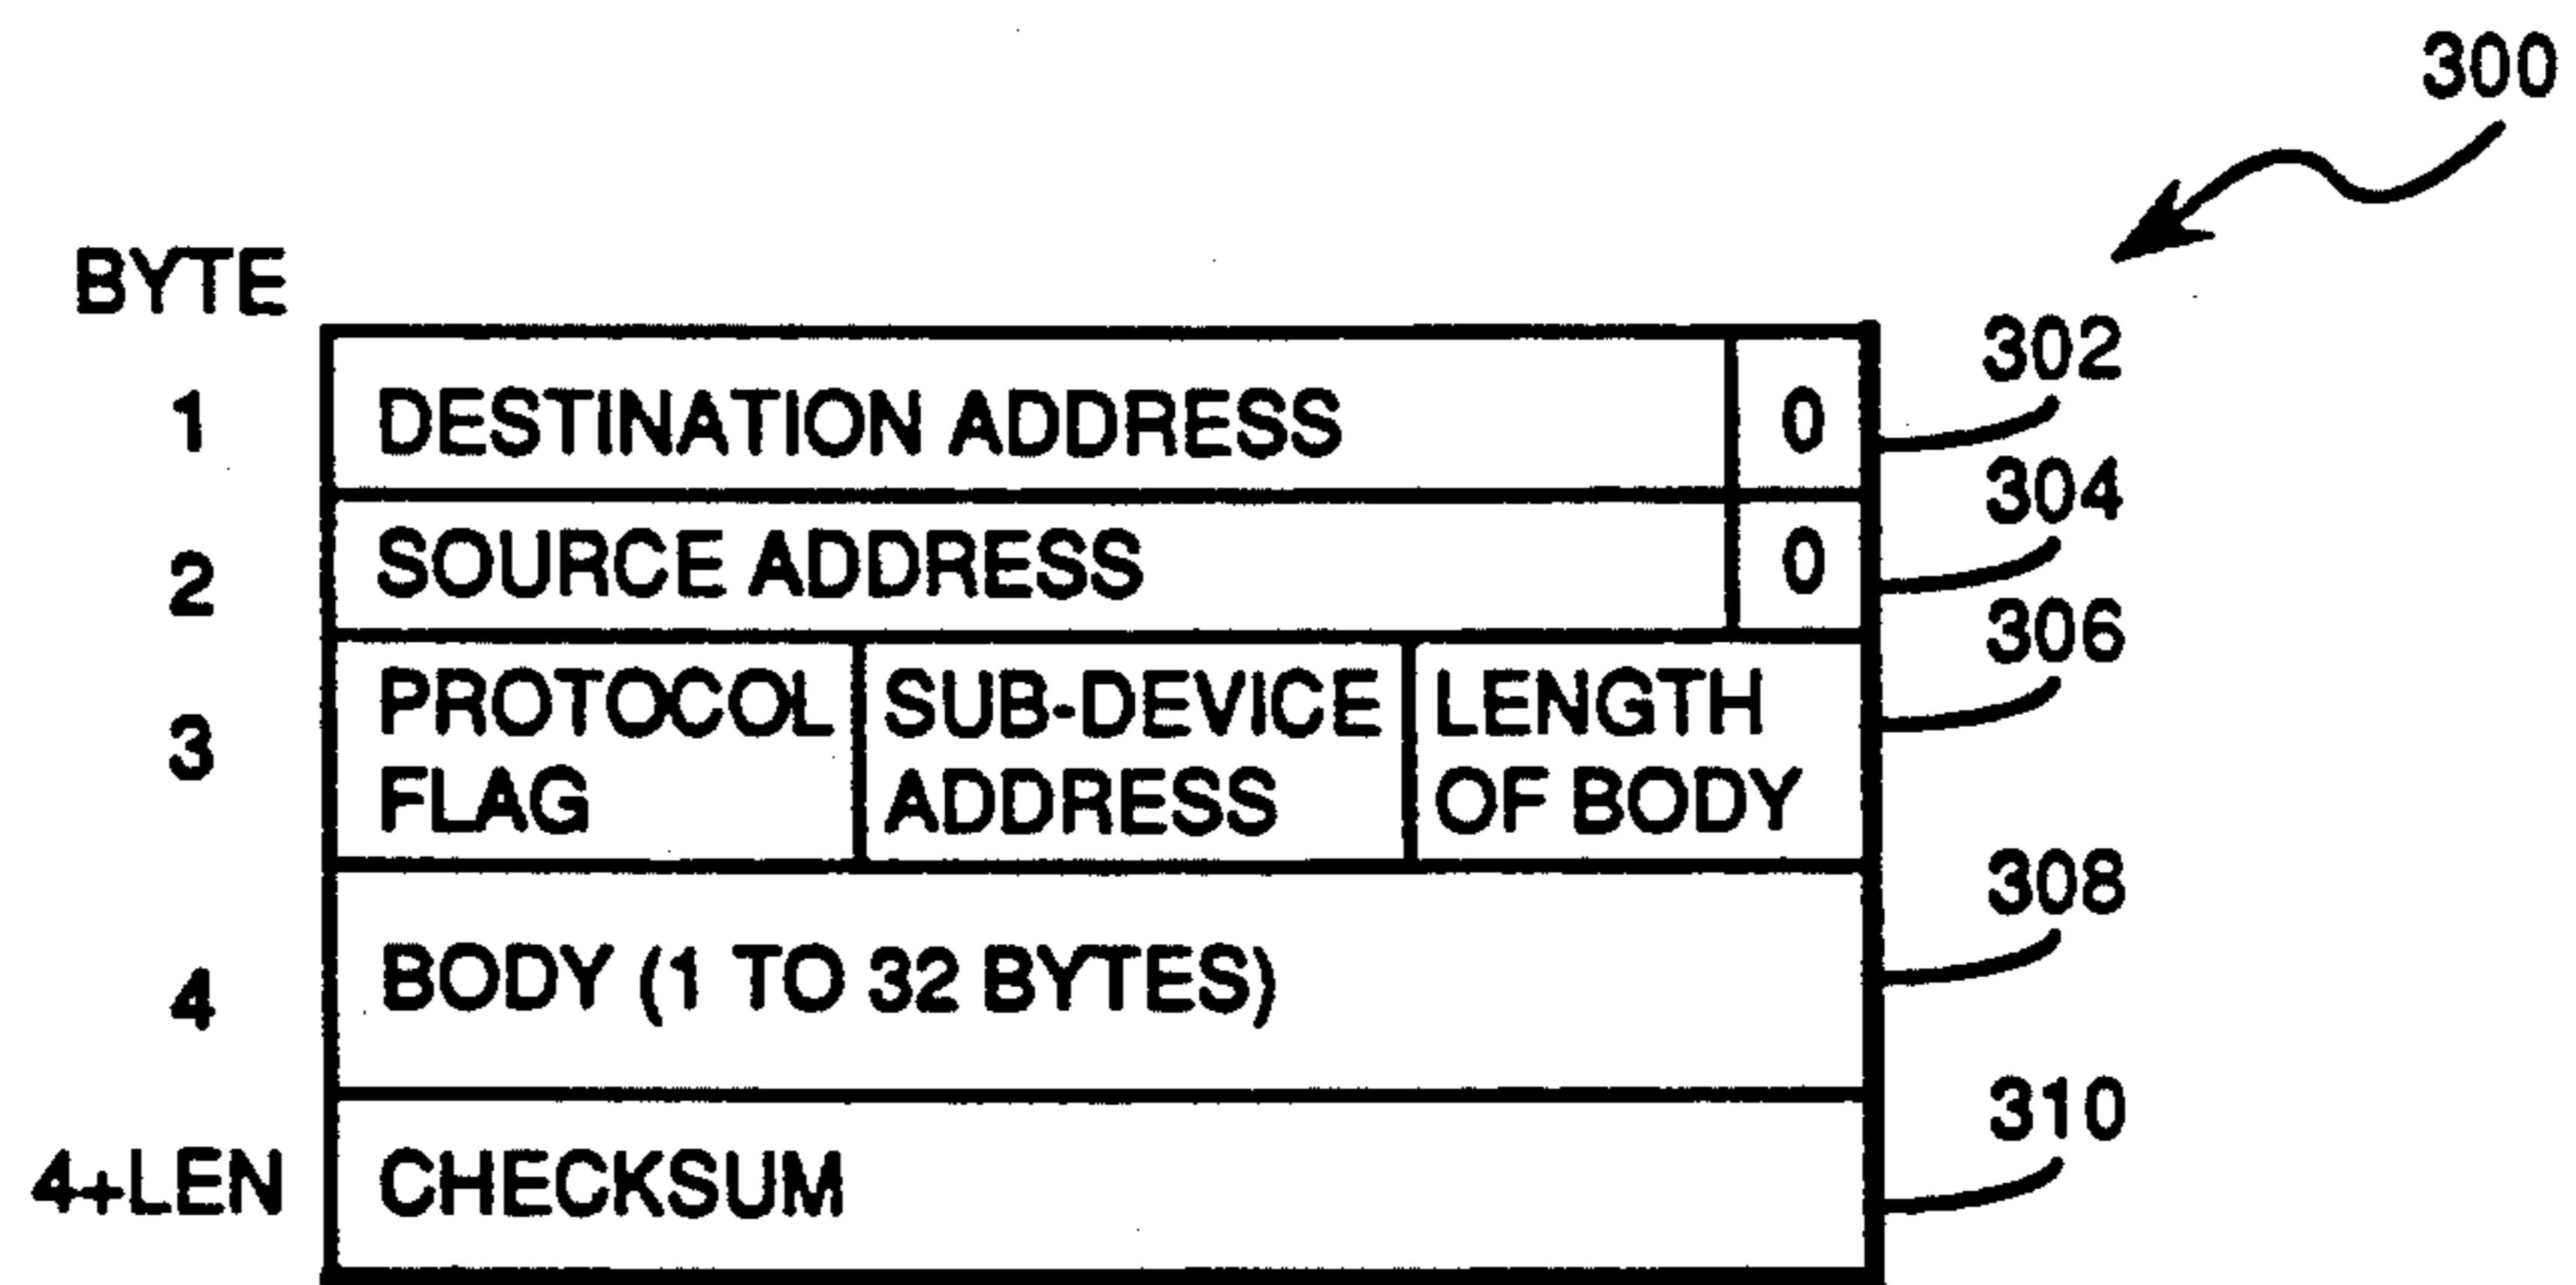 300
BYTE
1 DESTINATION ADDRESS 0 302
2 SOURCE ADDRESS 0 304
3 PROTOCOL FLAG SUB-DEVICE ADDRESS LENGTH OF BODY 306
4 BODY (1 TO 32 BYTES) 308
4+LEN CHECKSUM 310